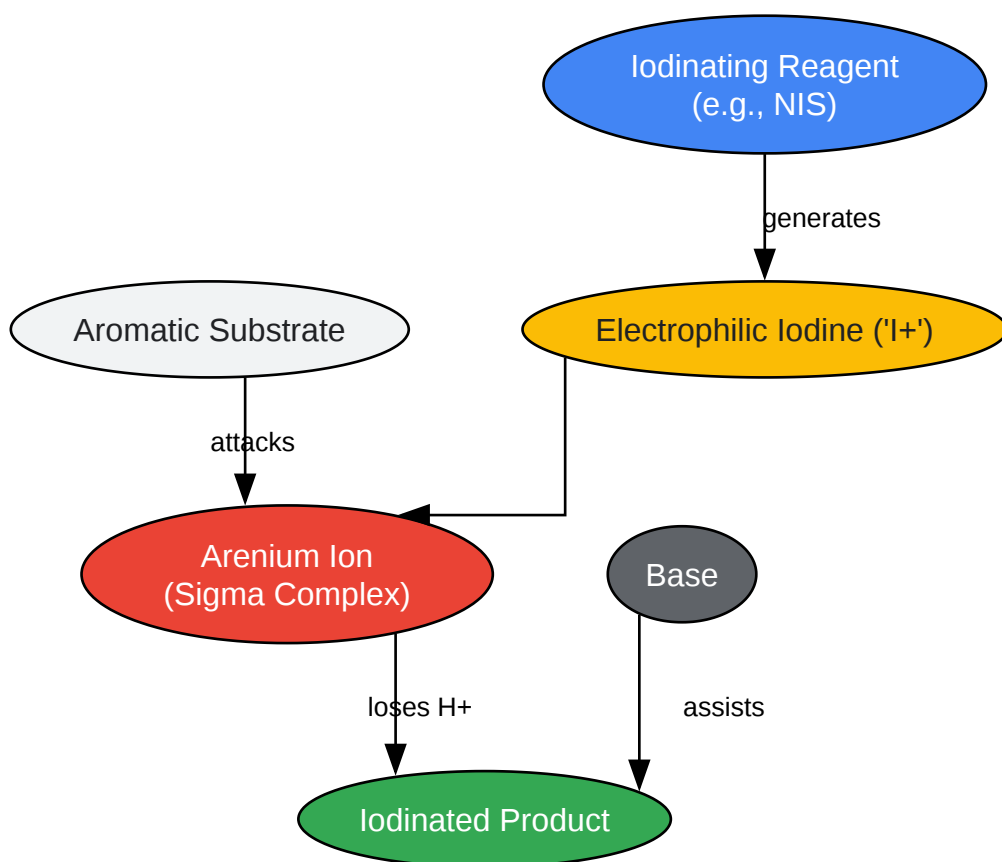 Iodinating Reagent
(e.g., NIS)
generates
Aromatic Substrate
Electrophilic Iodine ('I+')
attacks
Arenium Ion
(Sigma Complex)
Base
loses H+
assists
Iodinated Product